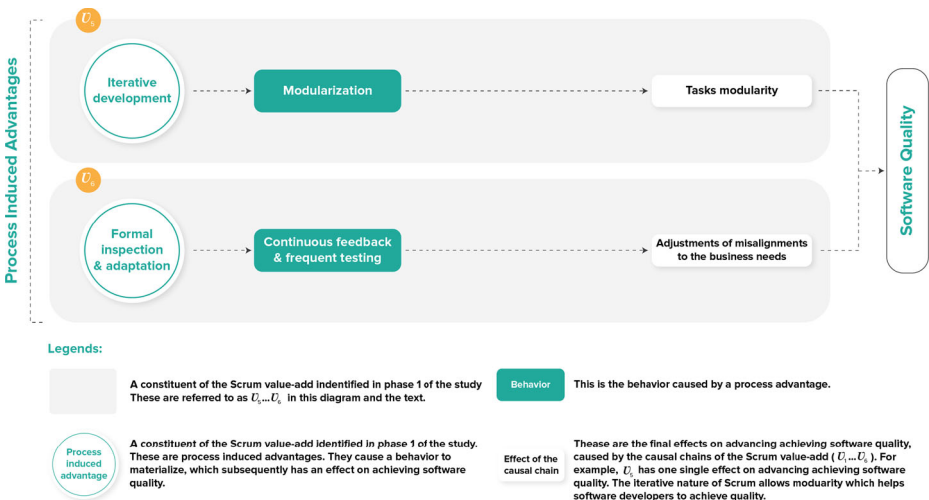 Process Induced Advantages
U5
Iterative
development
Modularization
Tasks modularity
U6
Formal
inspection
& adaptation
Continuous feedback
& frequent testing
Adjustments of misalignments
to the business needs
Software Quality
Legends:
A constituent of the Scrum value-add indentified in phase 1 of the study
These are referred to as U5...U6 in this diagram and the text.
Behavior
This is the behavior caused by a process advantage.
Process
induced
advantage
A constituent of the Scrum value-add identified in phase 1 of the study.
These are process induced advantages. They cause a behavior to
materialize, which subsequently has an effect on achieving software
quality.
Effect of the
causal chain
Thease are the final effects on advancing achieving software quality,
caused by the causal chains of the Scrum value-add ( U1...U6 ). For
example, U5 has one single effect on advancing achieving software
quality. The iterative nature of Scrum allows moduarity which helps
software developers to achieve quality.